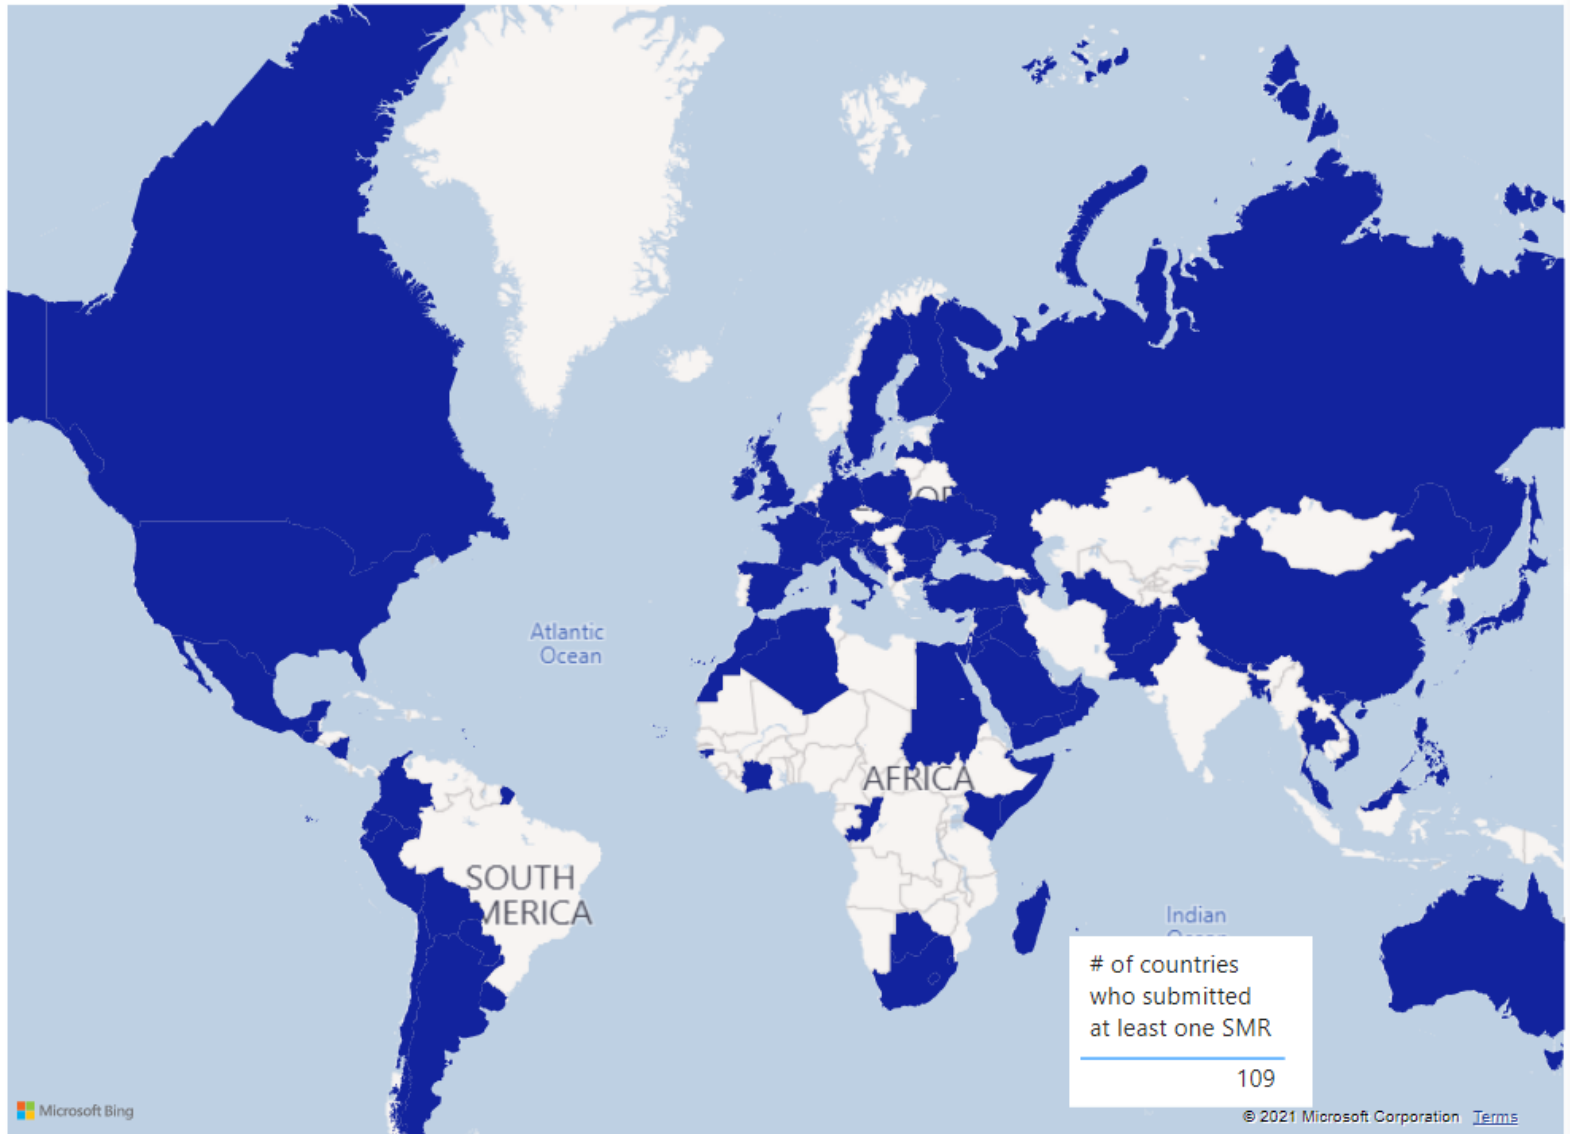 OF
Atlantic
Ocean
AFRICA
SOUTH
MERICA
Indian
# of countries
who submitted
at least one SMR
109
Microsoft Bing
© 2021 Microsoft Corporation Terms